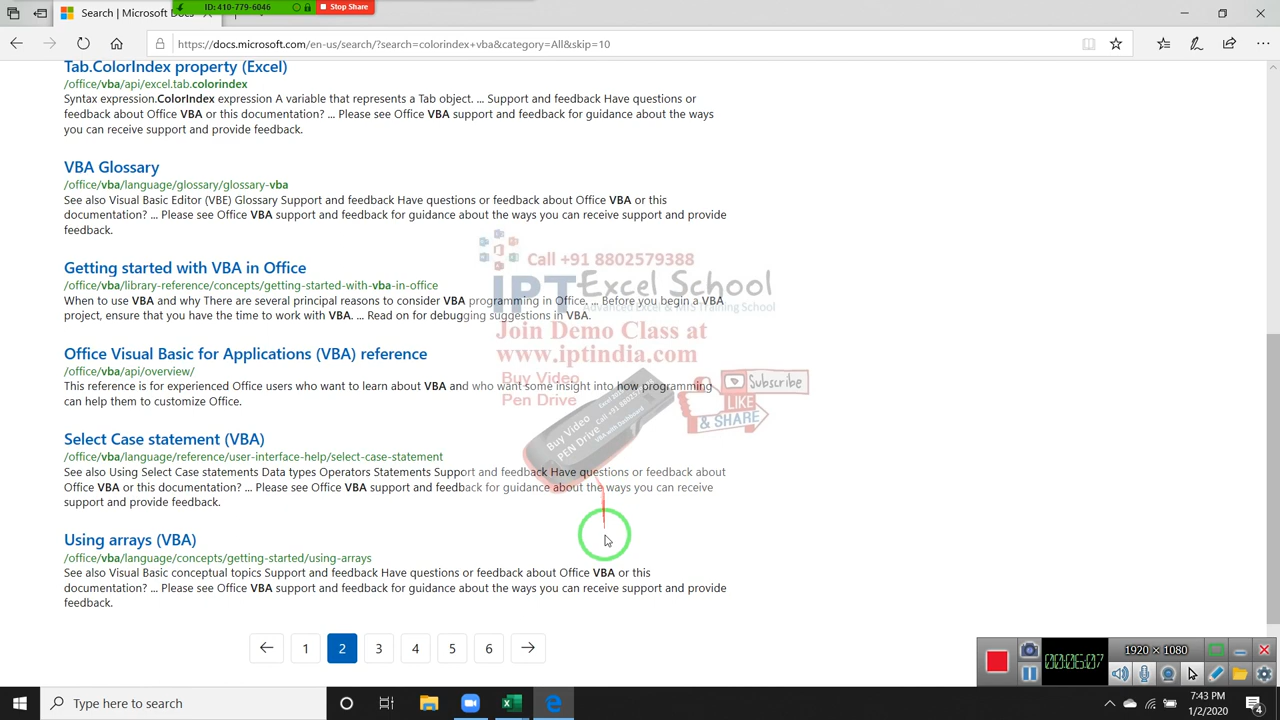 ID: 410-779-6046
Stop Share
Search | Microsoft Docs
https://docs.microsoft.com/en-us/search/?search=colorindex+vba&category=All&skip=10
Tab.ColorIndex property (Excel)
/office/vba/api/excel.tab.colorindex
Syntax expression.ColorIndex expression A variable that represents a Tab object. ... Support and feedback Have questions or
feedback about Office VBA or this documentation? ... Please see Office VBA support and feedback for guidance about the ways
you can receive support and provide feedback.
VBA Glossary
/office/vba/language/glossary/glossary-vba
See also Visual Basic Editor (VBE) Glossary Support and feedback Have questions or feedback about Office VBA or this
documentation? ... Please see Office VBA support and feedback for guidance about the ways you can receive support and provide
feedback.
Getting started with VBA in Office
/office/vba/library-reference/concepts/getting-started-with-vba-in-office
When to use VBA and why There are several principal reasons to consider VBA programming in Office. ... Before you begin a VBA
project, ensure that you have the time to work with VBA. ... Read on for debugging suggestions in VBA.
Office Visual Basic for Applications (VBA) reference
/office/vba/api/overview/
This reference is for experienced Office users who want to learn about VBA and who want some insight into how programming
can help them to customize Office.
Select Case statement (VBA)
/office/vba/language/reference/user-interface-help/select-case-statement
See also Using Select Case statements Data types Operators Statements Support and feedback Have questions or feedback about
Office VBA or this documentation? ... Please see Office VBA support and feedback for guidance about the ways you can receive
support and provide feedback.
Using arrays (VBA)
/office/vba/language/concepts/getting-started/using-arrays
See also Visual Basic conceptual topics Support and feedback Have questions or feedback about Office VBA or this
documentation? ... Please see Office VBA support and feedback for guidance about the ways you can receive support and provide
feedback.
1 2 3 4 5 6
Call +91 8802579388
IPT Excel School
Advanced Excel & MIS Training School
Join Demo Class at
www.iptindia.com
Buy Video
Pen Drive
Buy Video
PEN Drive
VBA with Dashboard
Subscribe
LIKE
& SHARE
00:06:07
1920 × 1080
Type here to search
7:43 PM
1/2/2020
4